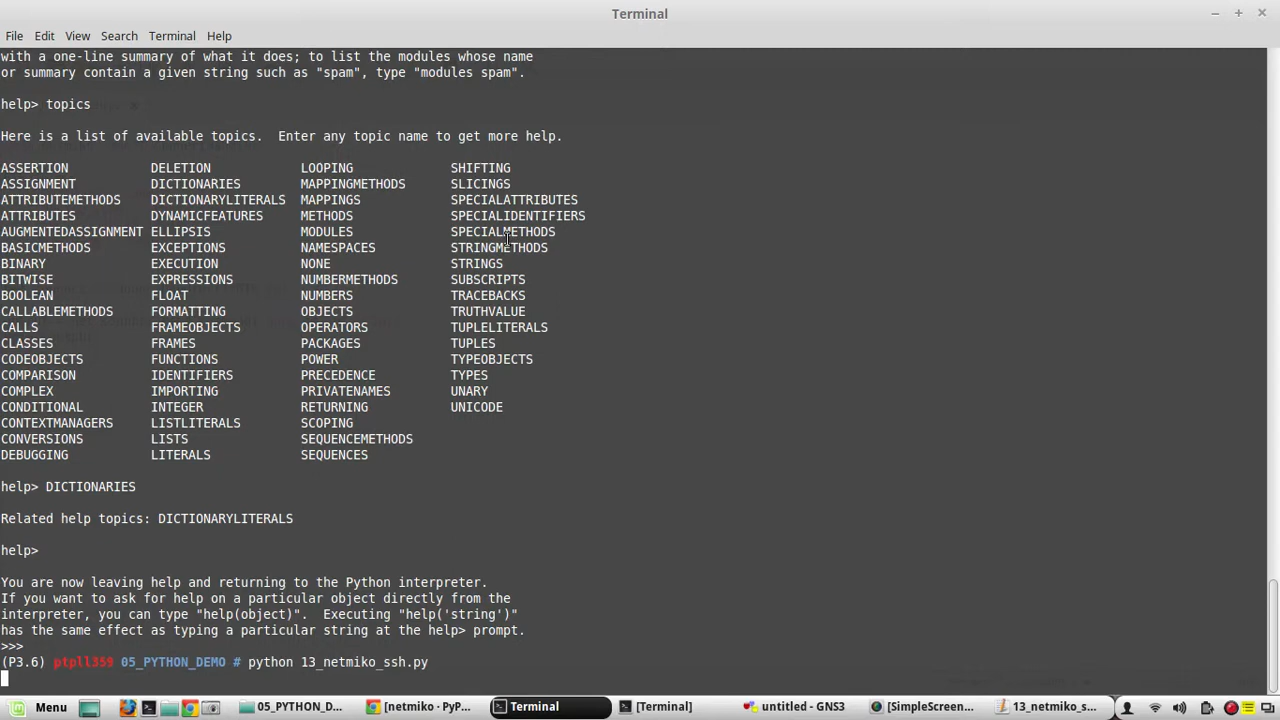 Terminal
File Edit View Search Terminal Help
with a one-line summary of what it does; to list the modules whose name
or summary contain a given string such as "spam", type "modules spam".
help> topics
Here is a list of available topics.  Enter any topic name to get more help.
ASSERTION DELETION LOOPING SHIFTING
ASSIGNMENT DICTIONARIES MAPPINGMETHODS SLICINGS
ATTRIBUTEMETHODS DICTIONARYLITERALS MAPPINGS SPECIALATTRIBUTES
ATTRIBUTES DYNAMICFEATURES METHODS SPECIALIDENTIFIERS
AUGMENTEDASSIGNMENT ELLIPSIS MODULES SPECIALMETHODS
BASICMETHODS EXCEPTIONS NAMESPACES STRINGMETHODS
BINARY EXECUTION NONE STRINGS
BITWISE EXPRESSIONS NUMBERMETHODS SUBSCRIPTS
BOOLEAN FLOAT NUMBERS TRACEBACKS
CALLABLEMETHODS FORMATTING OBJECTS TRUTHVALUE
CALLS FRAMEOBJECTS OPERATORS TUPLELITERALS
CLASSES FRAMES PACKAGES TUPLES
CODEOBJECTS FUNCTIONS POWER TYPEOBJECTS
COMPARISON IDENTIFIERS PRECEDENCE TYPES
COMPLEX IMPORTING PRIVATENAMES UNARY
CONDITIONAL INTEGER RETURNING UNICODE
CONTEXTMANAGERS LISTLITERALS SCOPING
CONVERSIONS LISTS SEQUENCEMETHODS
DEBUGGING LITERALS SEQUENCES
help> DICTIONARIES
Related help topics: DICTIONARYLITERALS
help>
You are now leaving help and returning to the Python interpreter.
If you want to ask for help on a particular object directly from the
interpreter, you can type "help(object)".  Executing "help('string')"
has the same effect as typing a particular string at the help> prompt.
>>>
(P3.6) ptpll359 05_PYTHON_DEMO # python 13_netmiko_ssh.py
Menu 05_PYTHON_D... [netmiko · PyP... Terminal [Terminal] untitled - GNS3 [SimpleScreen... 13_netmiko_s...